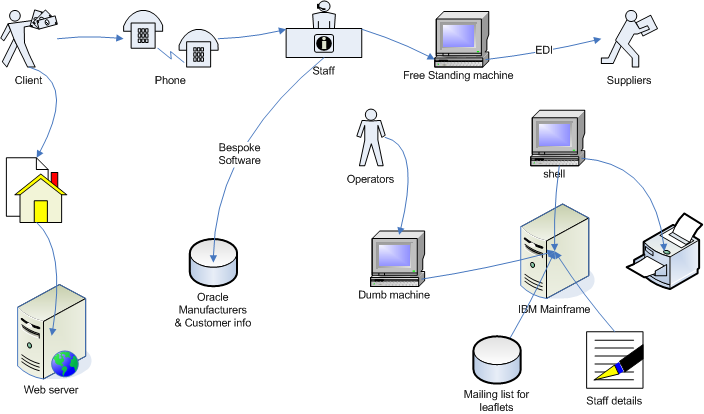 Client
Phone
Staff
Free Standing machine
EDI
Suppliers
Bespoke
Software
Operators
shell
Oracle
Manufacturers
& Customer info
Dumb machine
IBM Mainframe
Web server
Mailing list for
leaflets
Staff details